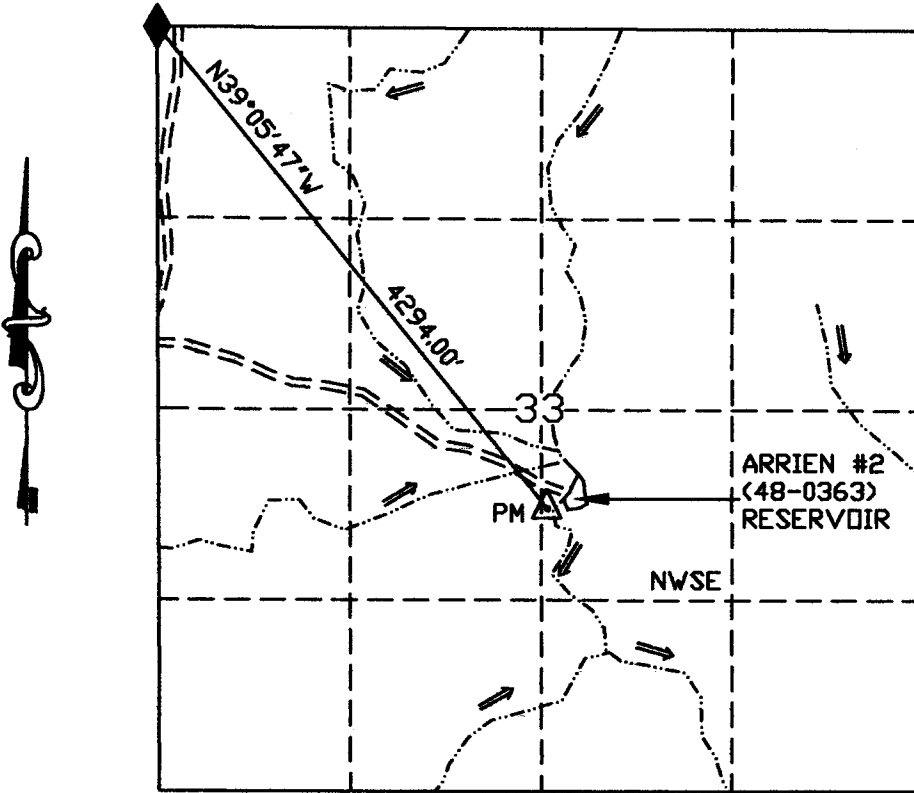 N39°05'47"W
4294.00'
33
ARRIEN #2
(48-0363)
RESERVOIR
PM
NWSE